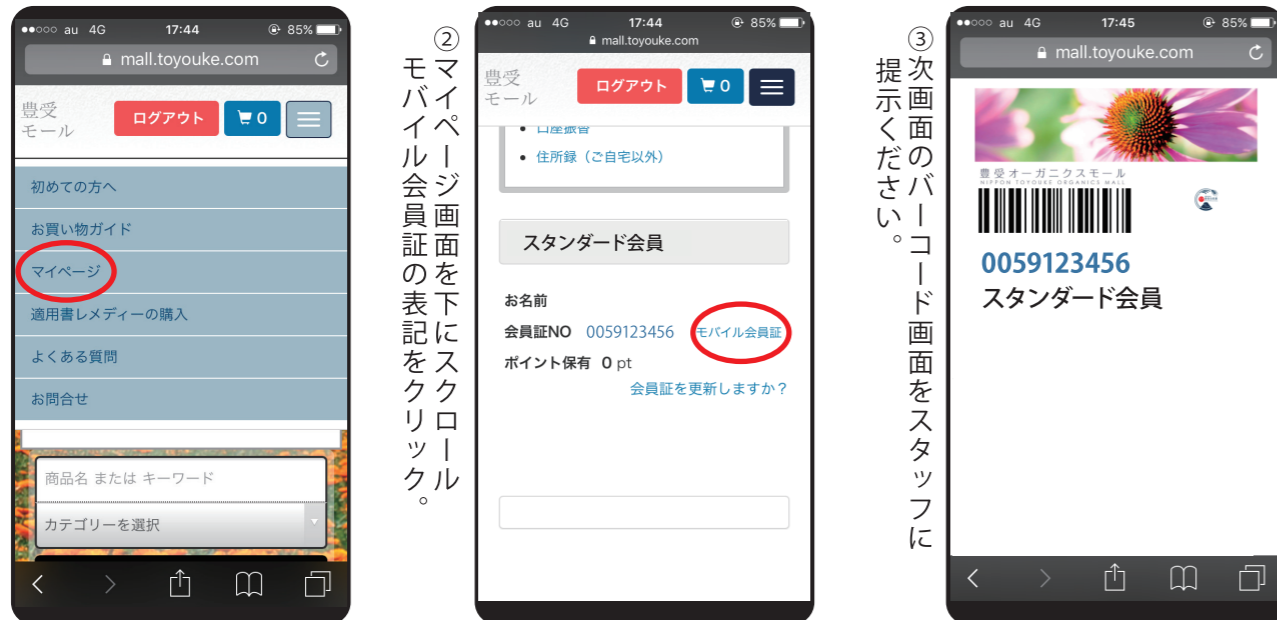 ●●○○○ au 4G 17:44 85%
mall.toyouke.com
豊受
モール
ログアウト
0
初めての方へ
お買い物ガイド
マイページ
適用書レメディーの購入
よくある質問
お問合せ
商品名 または キーワード
カテゴリーを選択
②マイページ画面を下にスクロール
モバイル会員証の表記をクリック。
●●○○○ au 4G 17:44 85%
mall.toyouke.com
豊受
モール
ログアウト
0
• 口座振替
• 住所録（ご自宅以外）
スタンダード会員
お名前
会員証NO 0059123456 モバイル会員証
ポイント保有 0 pt
会員証を更新しますか？
③次画面のバーコード画面をスタッフに
提示ください。
●●○○○ au 4G 17:45 85%
mall.toyouke.com
豊受オーガニクスモール
NIPPON TOYOUKE ORGANICS MALL
0059123456
スタンダード会員